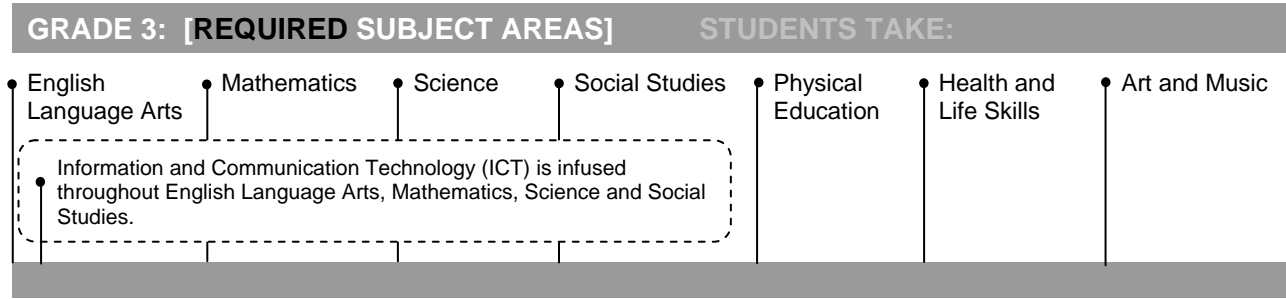 GRADE 3: [REQUIRED SUBJECT AREAS] STUDENTS TAKE:
English
Language Arts
Mathematics
Science
Social Studies
Physical
Education
Health and
Life Skills
Art and Music
Information and Communication Technology (ICT) is infused
throughout English Language Arts, Mathematics, Science and Social
Studies.